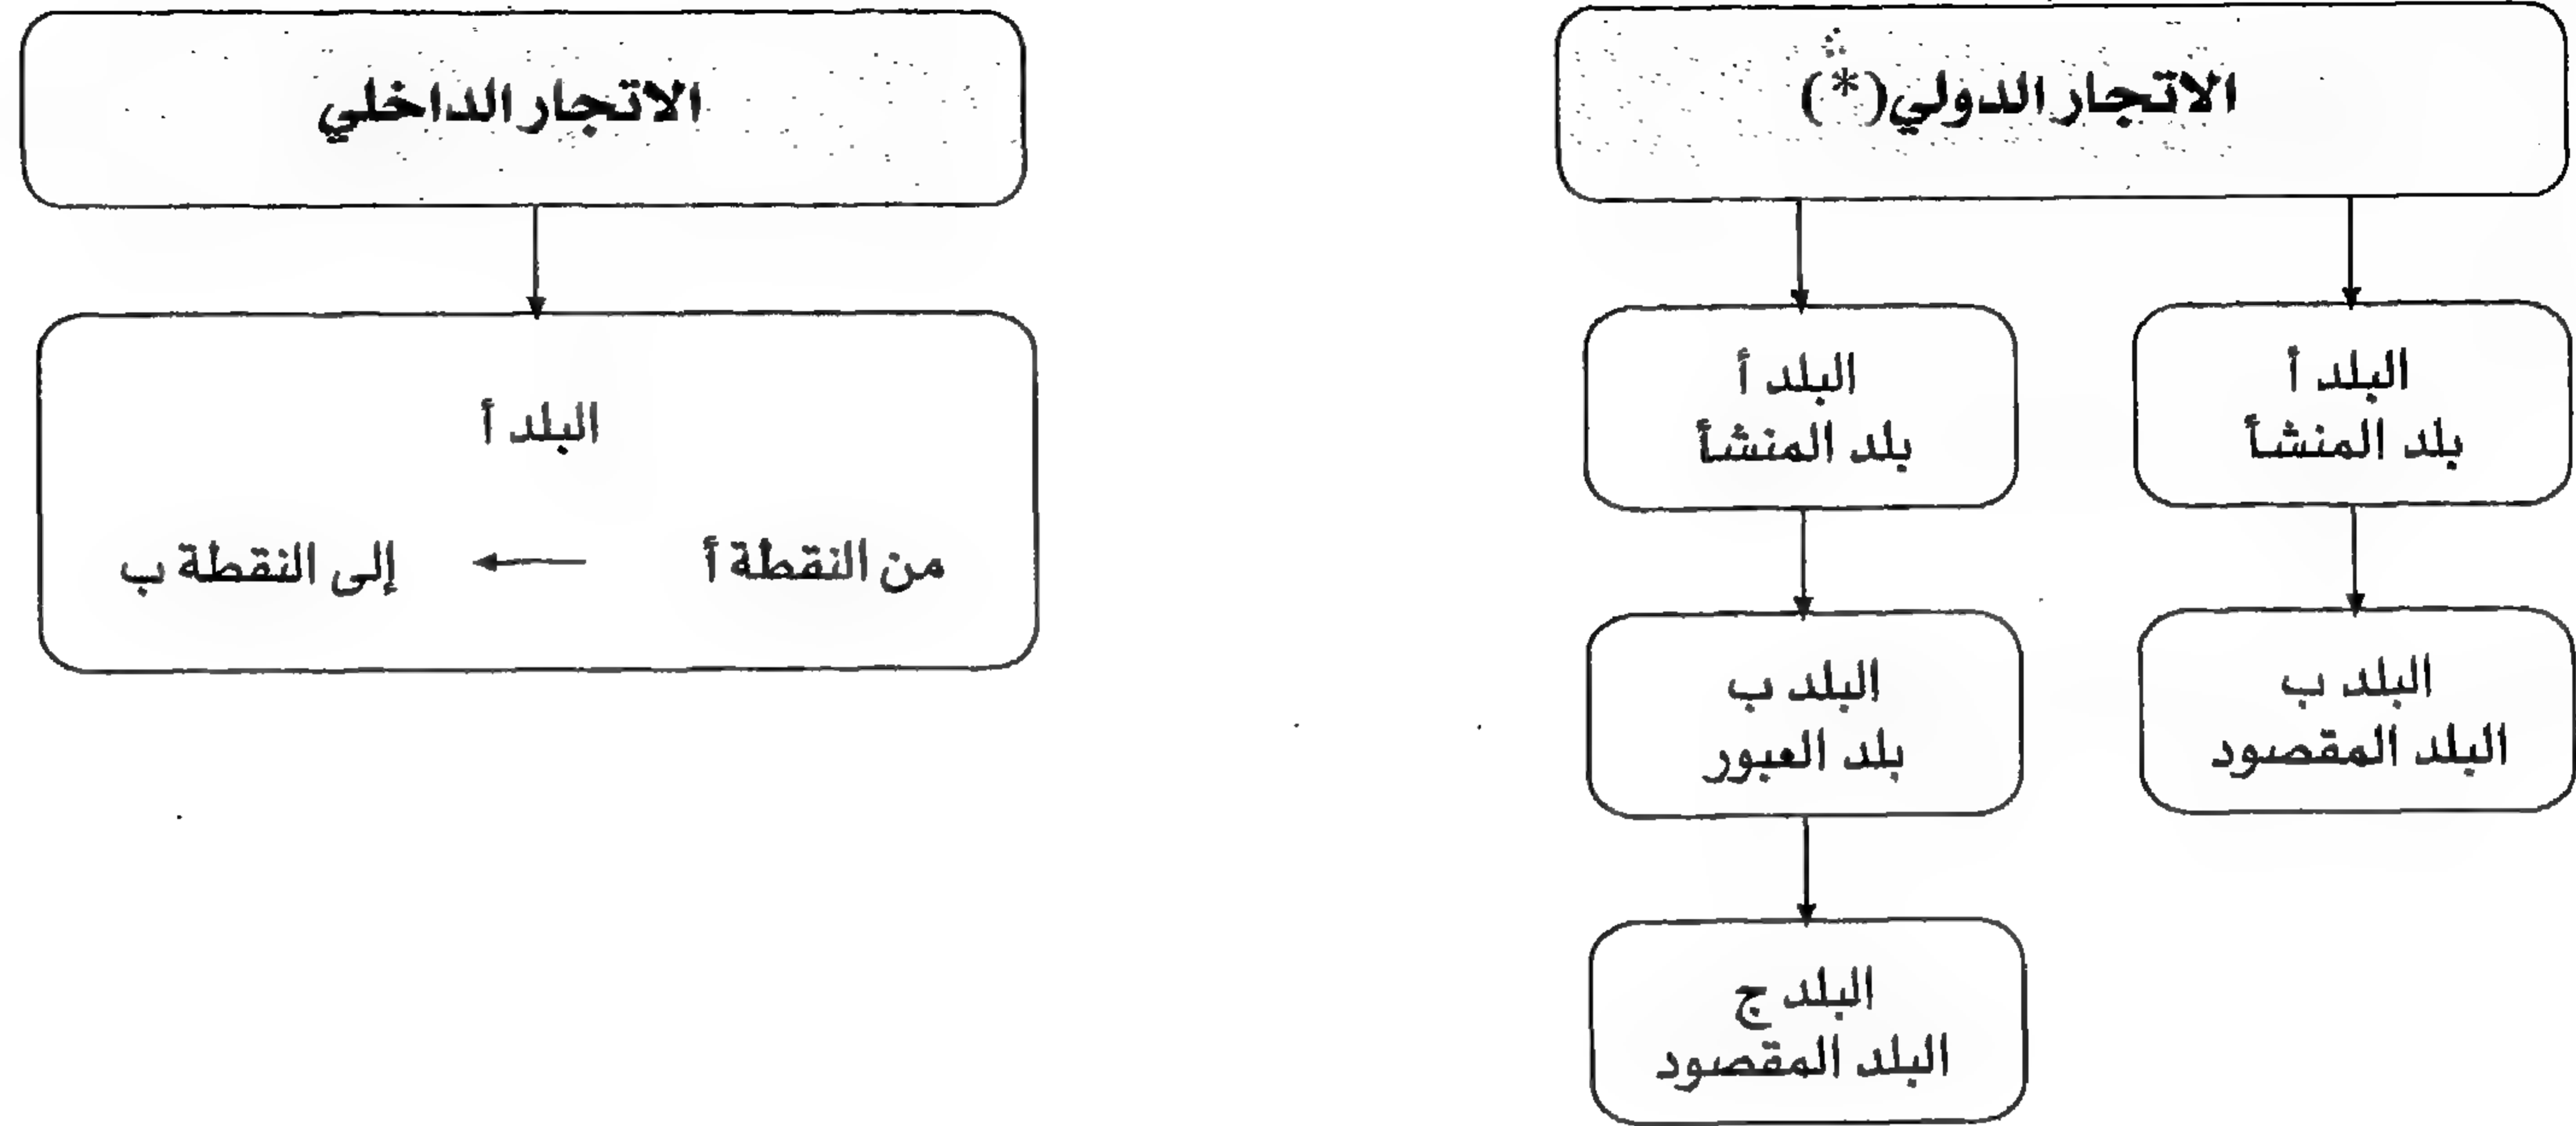 الاتجار الدولي(*)
البلد أ
بلد المنشأ
البلد ب
البلد المقصود
البلد أ
بلد المنشأ
البلد ب
بلد العبور
البلد ج
البلد المقصود
الاتجار الداخلي
البلد أ
من النقطة أ
إلى النقطة ب